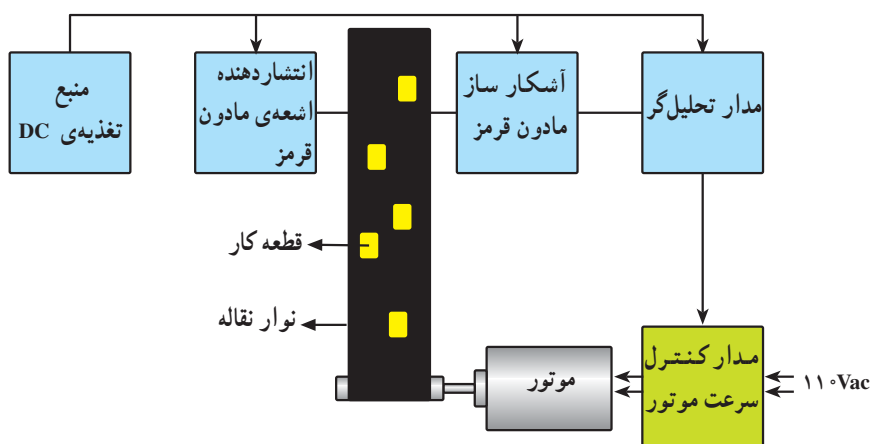 منبع
تغذیه‌ی DC
انتشاردهنده
اشعه‌ی مادون
قرمز
آشکار ساز
مادون قرمز
مدار تحلیل‌گر
قطعه کار
نوار نقاله
موتور
مدار کنترل
سرعت موتور
۱۱۰Vac